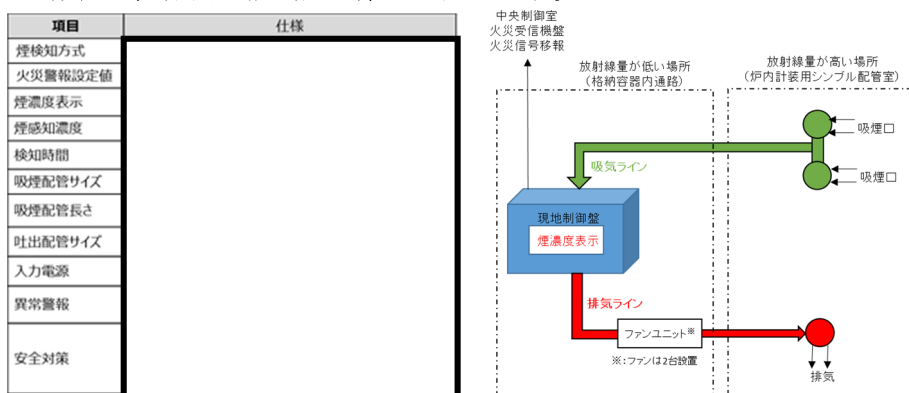 項目
仕様
煙検知方式
火災警報設定値
煙濃度表示
煙感知濃度
検知時間
吸煙配管サイズ
吸煙配管長さ
吐出配管サイズ
入力電源
異常警報
安全対策
中央制御室
火災受信機盤
火災信号移報
放射線量が低い場所
(格納容器内通路)
放射線量が高い場所
(炉内計装用シンブル配管室)
吸煙口
吸気ライン
吸煙口
現地制御盤
煙濃度表示
排気ライン
ファンユニット※
※:ファンは2台設置
排気